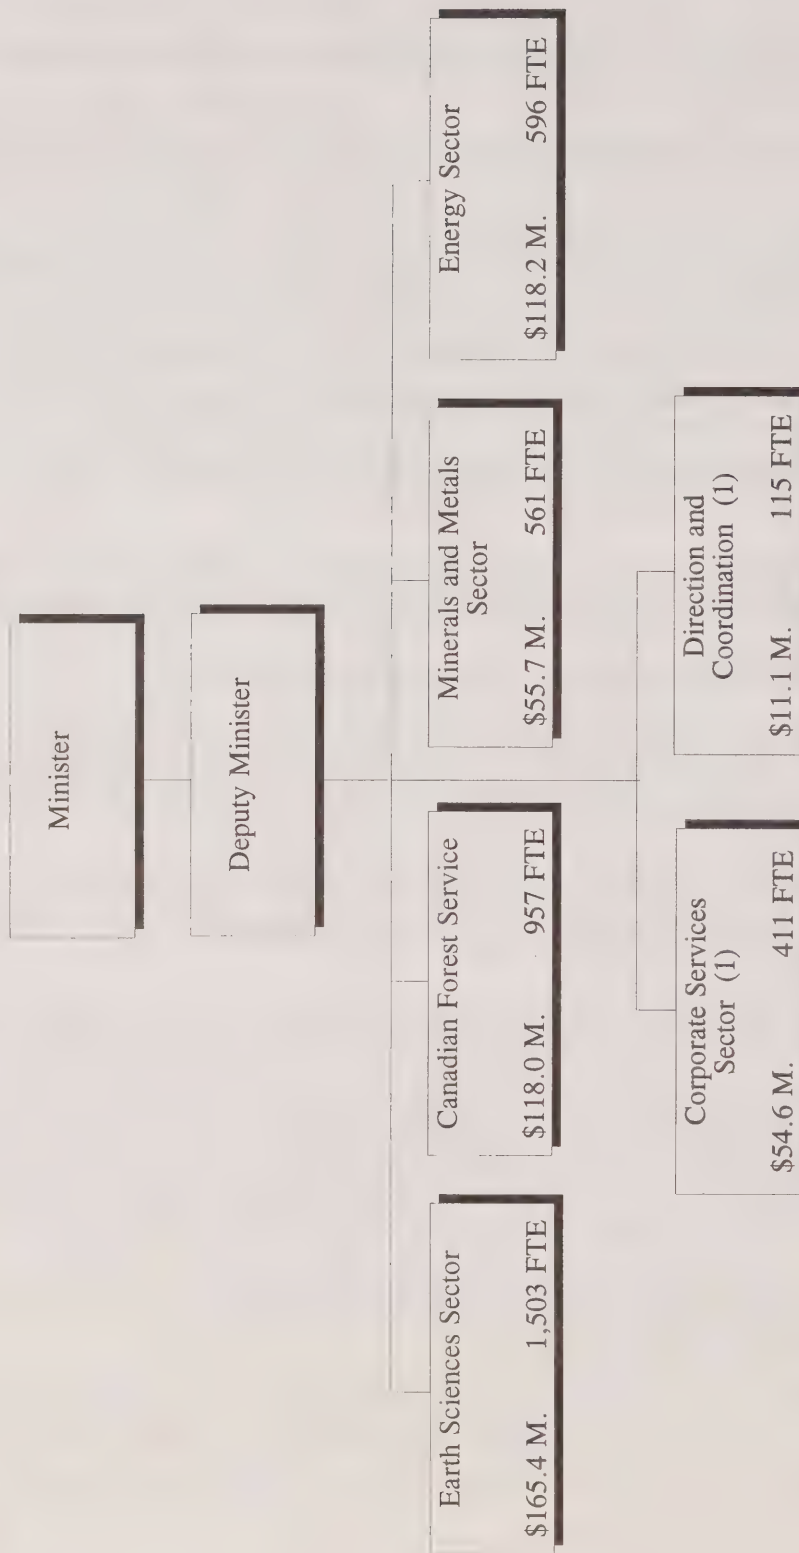 Minister
Deputy Minister
Earth Sciences Sector
$165.4 M. 1,503 FTE
Canadian Forest Service
$118.0 M. 957 FTE
Minerals and Metals
Sector
$55.7 M. 561 FTE
Energy Sector
$118.2 M. 596 FTE
Corporate Services
Sector (1)
$54.6 M. 411 FTE
Direction and
Coordination (1)
$11.1 M. 115 FTE